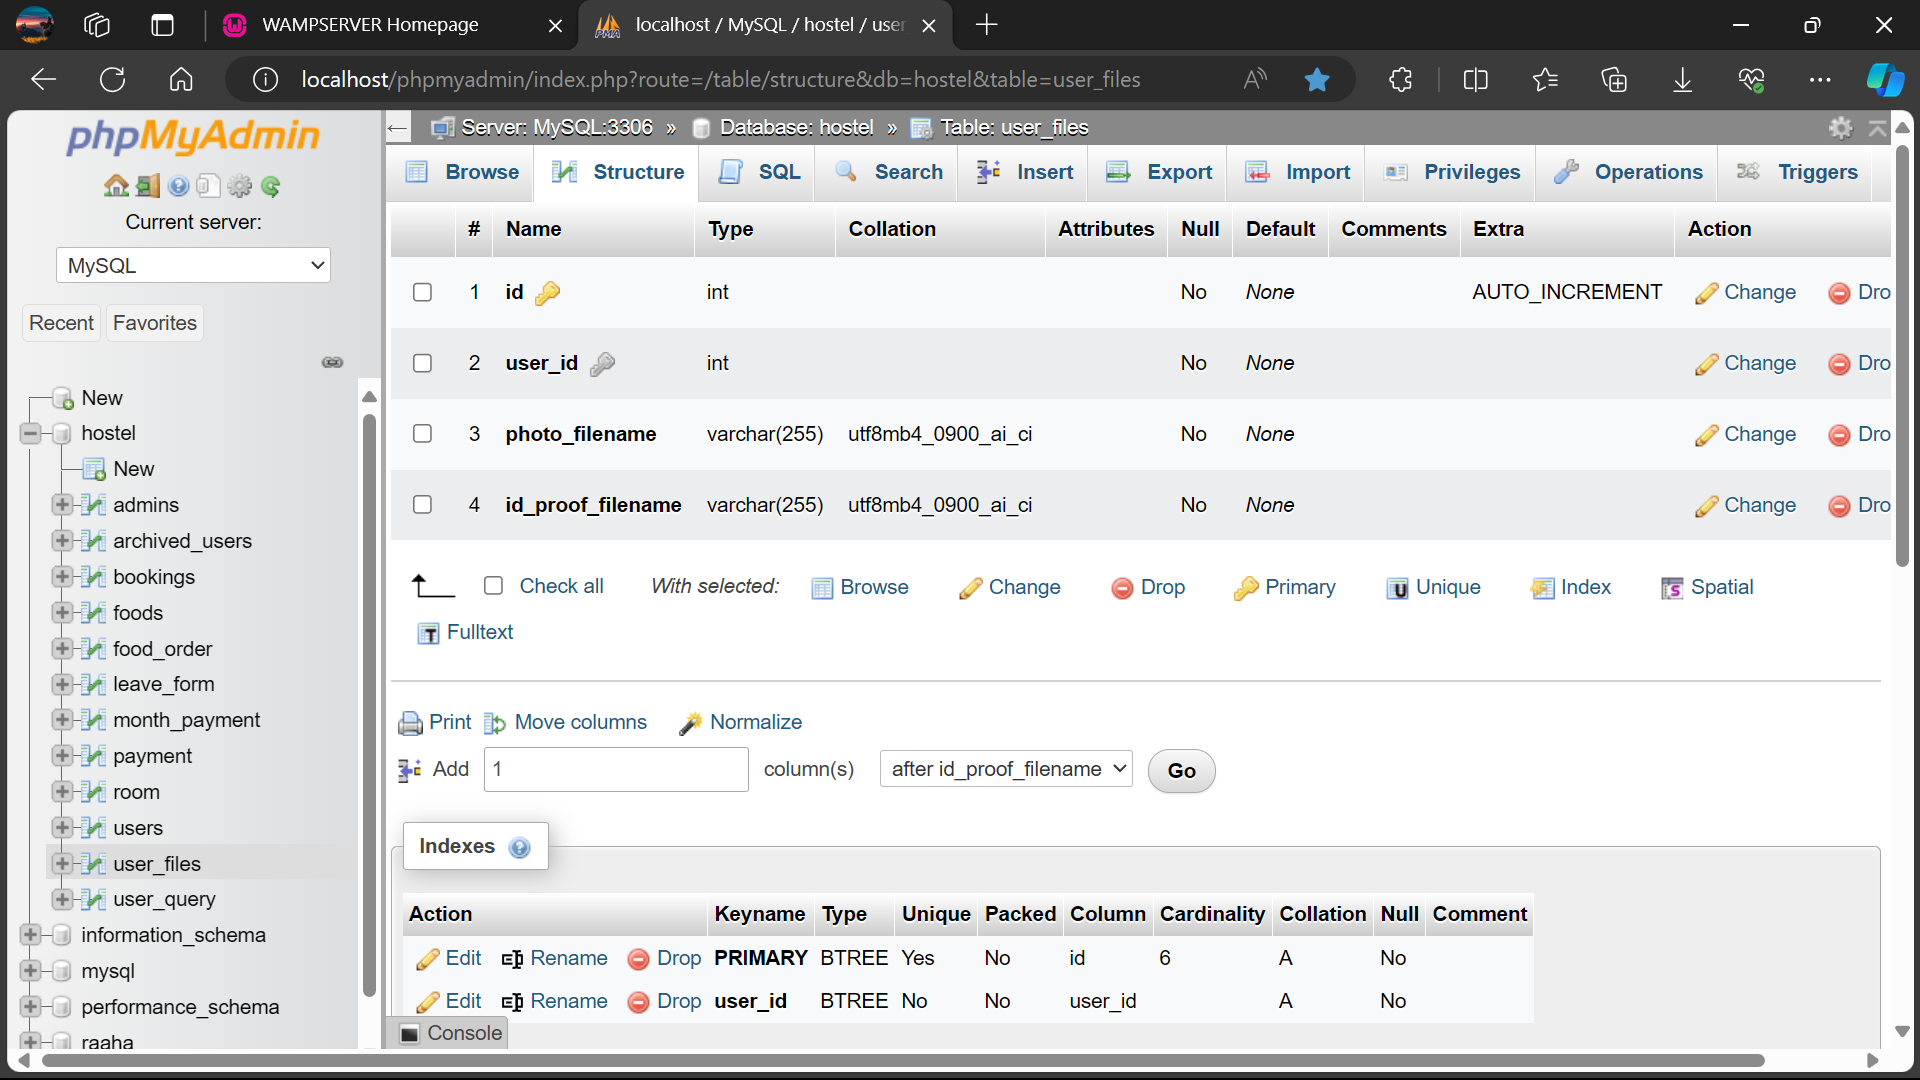 WAMPSERVER Homepage
localhost / MySQL / hostel / user
localhost/phpmyadmin/index.php?route=/table/structure&db=hostel&table=user_files
phpMyAdmin
Current server:
MySQL
Recent Favorites
New
hostel
New
admins
archived_users
bookings
foods
food_order
leave_form
month_payment
payment
room
users
user_files
user_query
information_schema
mysql
performance_schema
raaha
Server: MySQL:3306 » Database: hostel » Table: user_files
Browse Structure SQL Search Insert Export Import Privileges Operations Triggers
# Name Type Collation Attributes Null Default Comments Extra Action
1 id int No None AUTO_INCREMENT Change Dro
2 user_id int No None Change Dro
3 photo_filename varchar(255) utf8mb4_0900_ai_ci No None Change Dro
4 id_proof_filename varchar(255) utf8mb4_0900_ai_ci No None Change Dro
Check all With selected: Browse Change Drop Primary Unique Index Spatial
Fulltext
Print Move columns Normalize
Add 1 column(s) after id_proof_filename Go
Indexes
Action Keyname Type Unique Packed Column Cardinality Collation Null Comment
Edit Rename Drop PRIMARY BTREE Yes No id 6 A No
Edit Rename Drop user_id BTREE No No user_id A No
Console